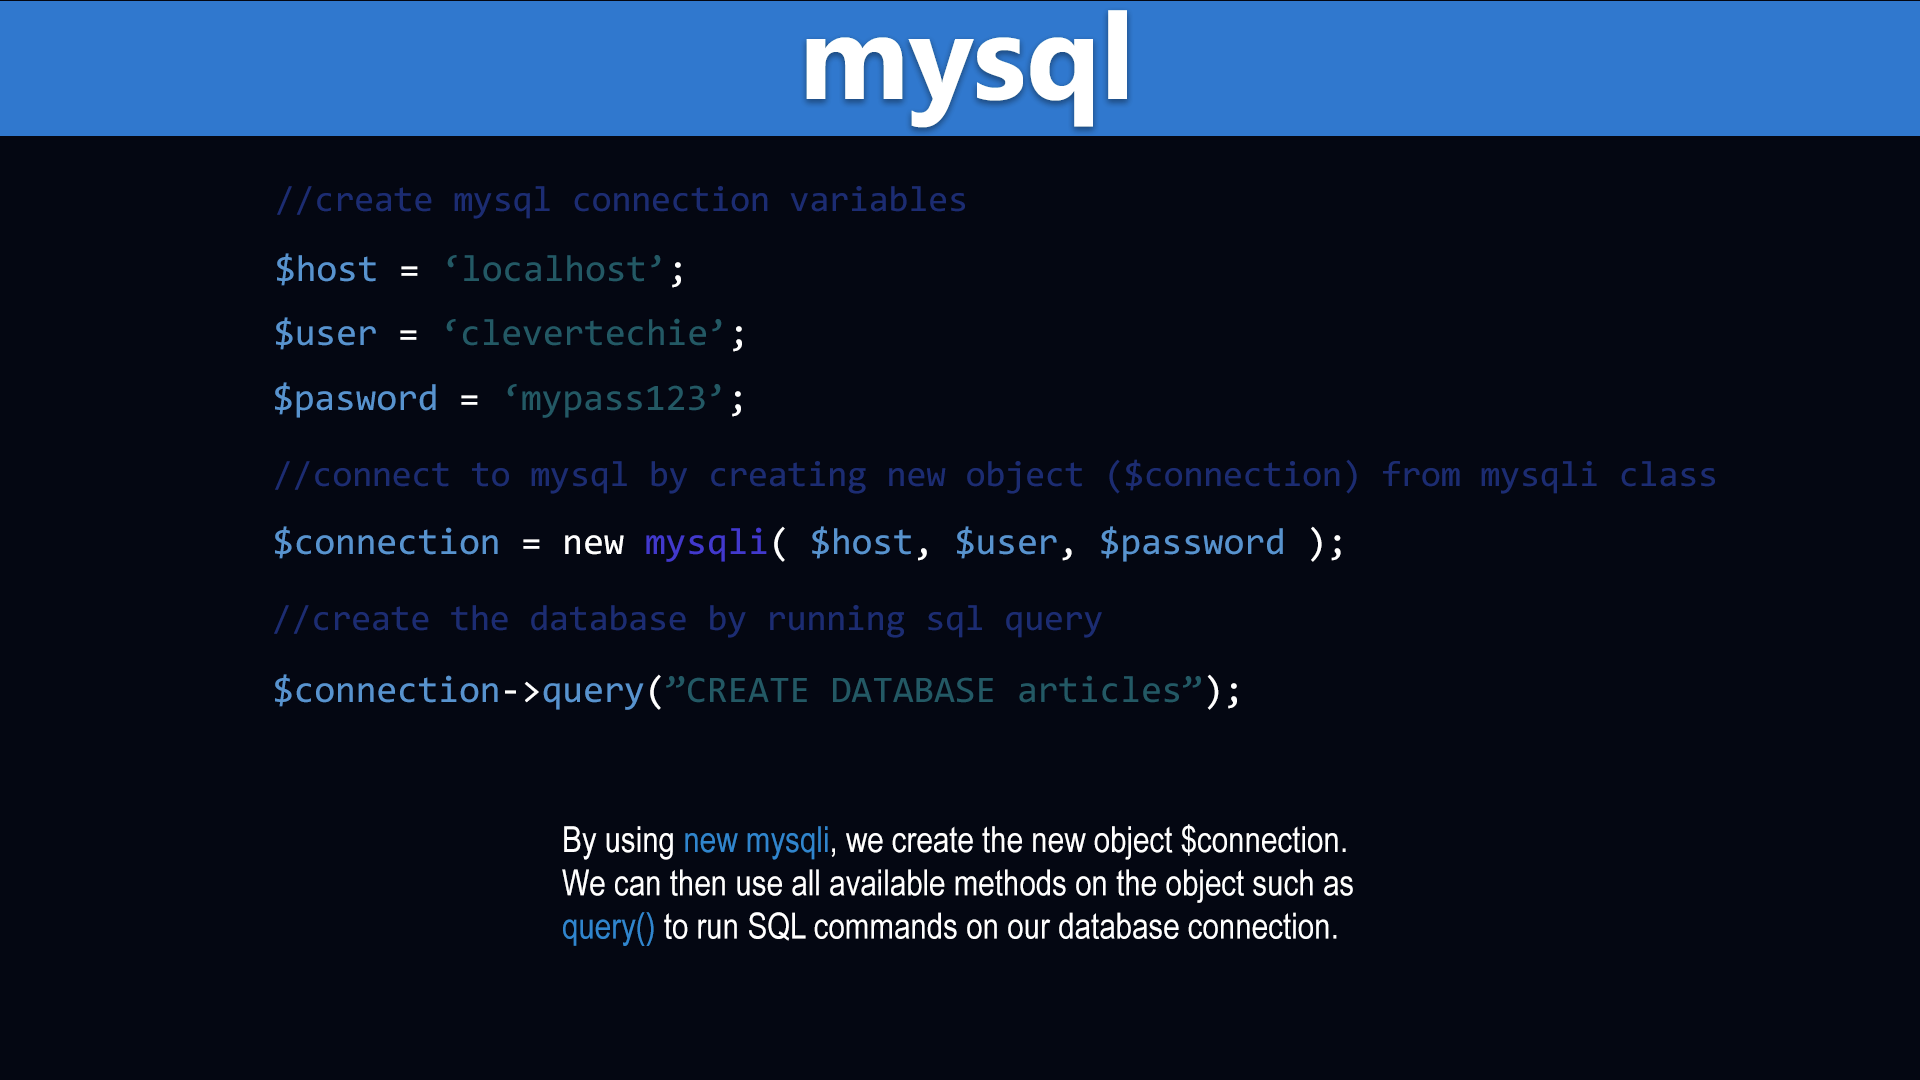 mysql
//create mysql connection variables
$host = ‘localhost’;
$user = ‘clevertechie’;
$pasword = ‘mypass123’;
//connect to mysql by creating new object ($connection) from mysqli class
$connection = new mysqli( $host, $user, $password );
//create the database by running sql query
$connection->query(”CREATE DATABASE articles”);
By using new mysqli, we create the new object $connection.
We can then use all available methods on the object such as
query() to run SQL commands on our database connection.